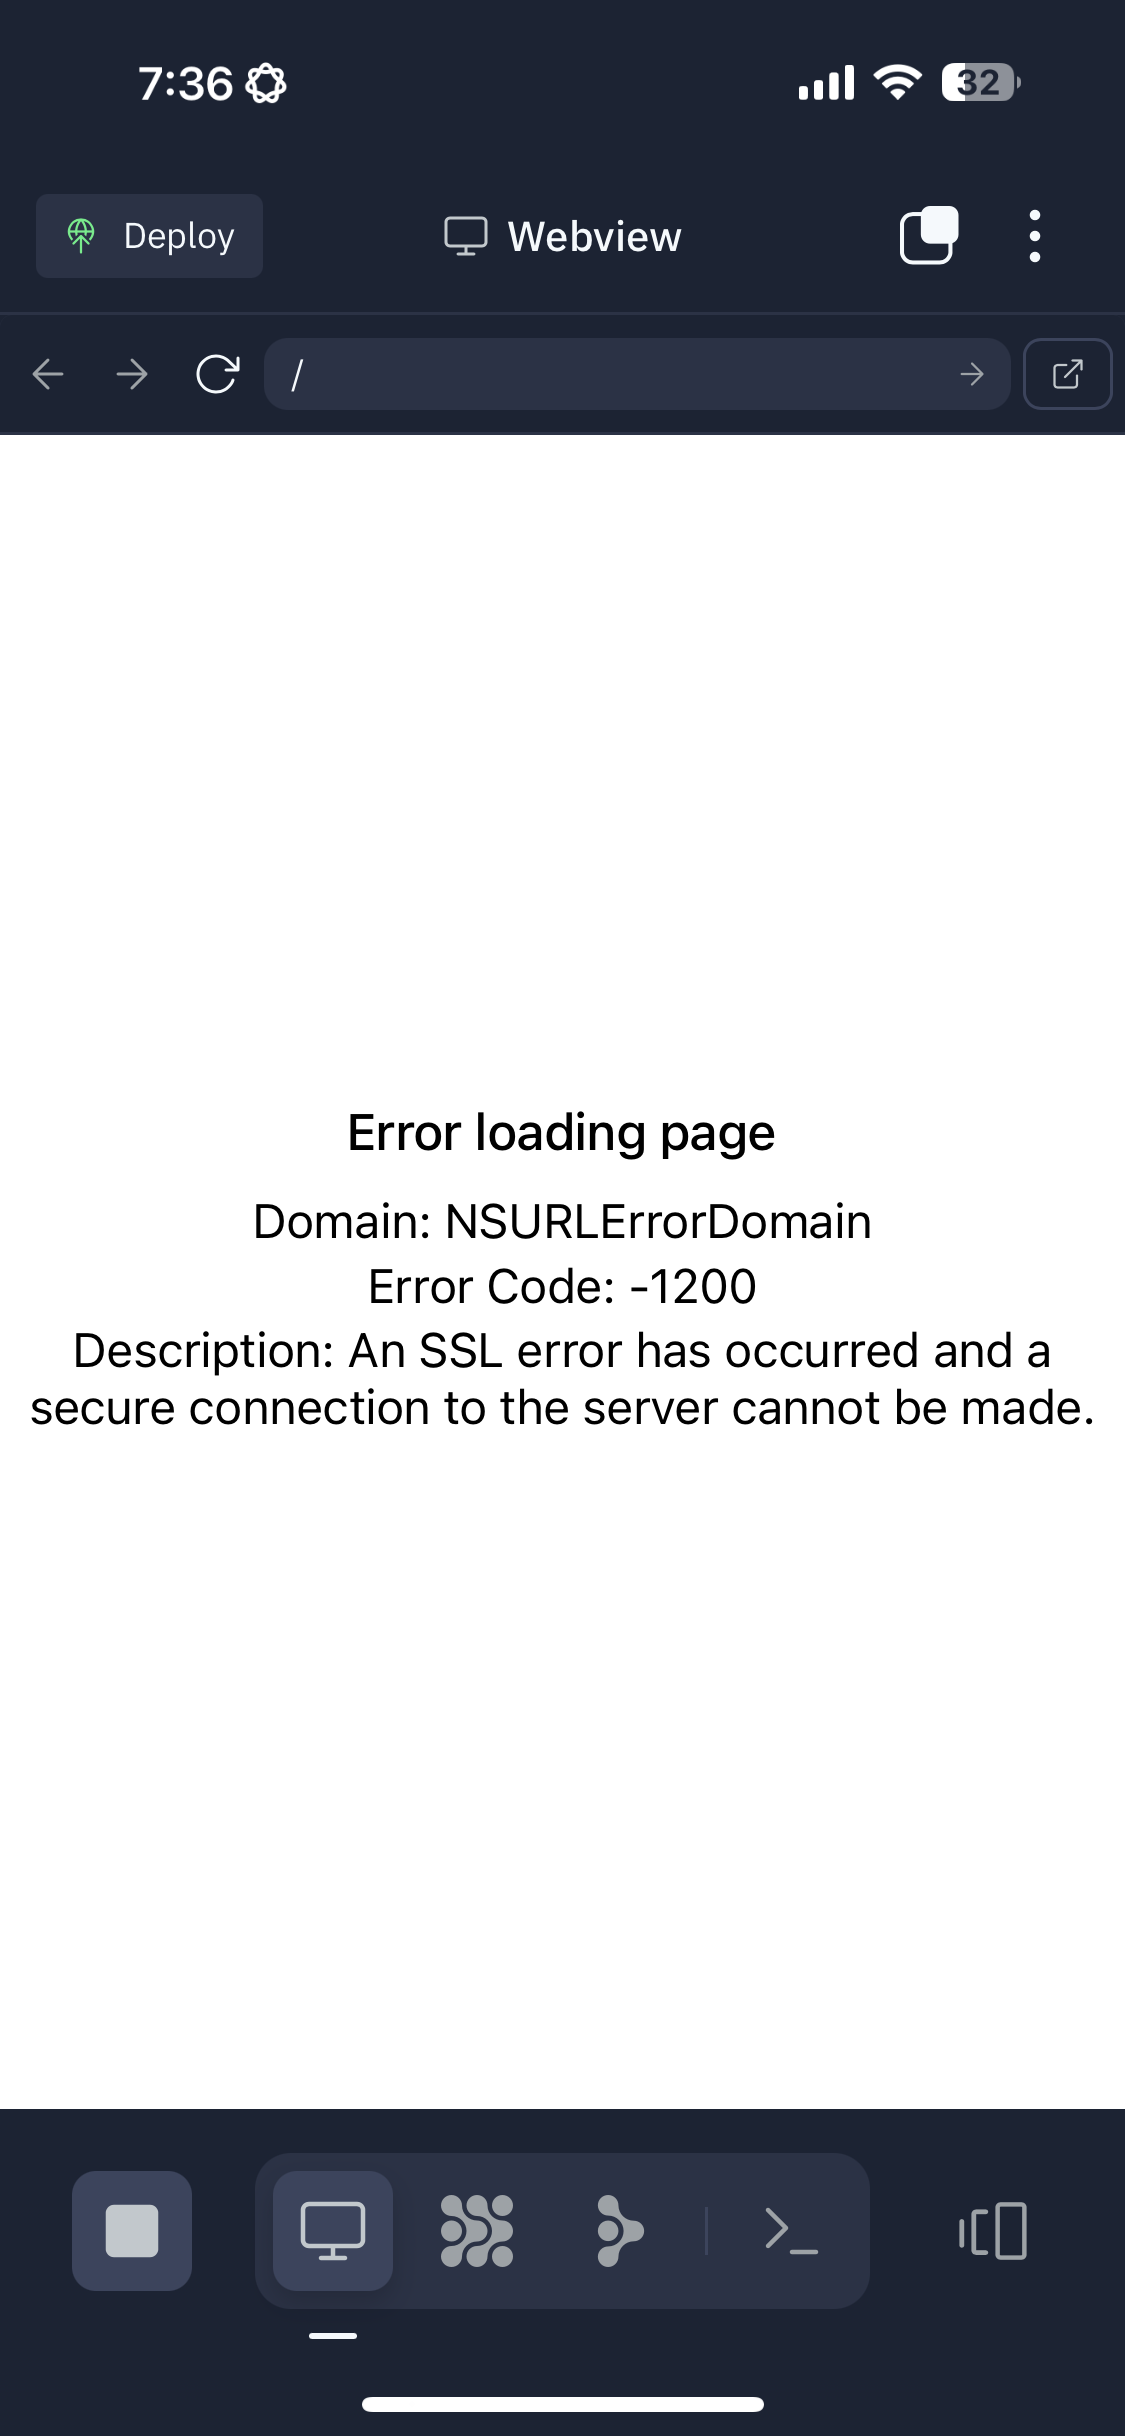 7:36
32
Deploy
Webview
/
Error loading page
Domain: NSURLErrorDomain
Error Code: -1200
Description: An SSL error has occurred and a
secure connection to the server cannot be made.